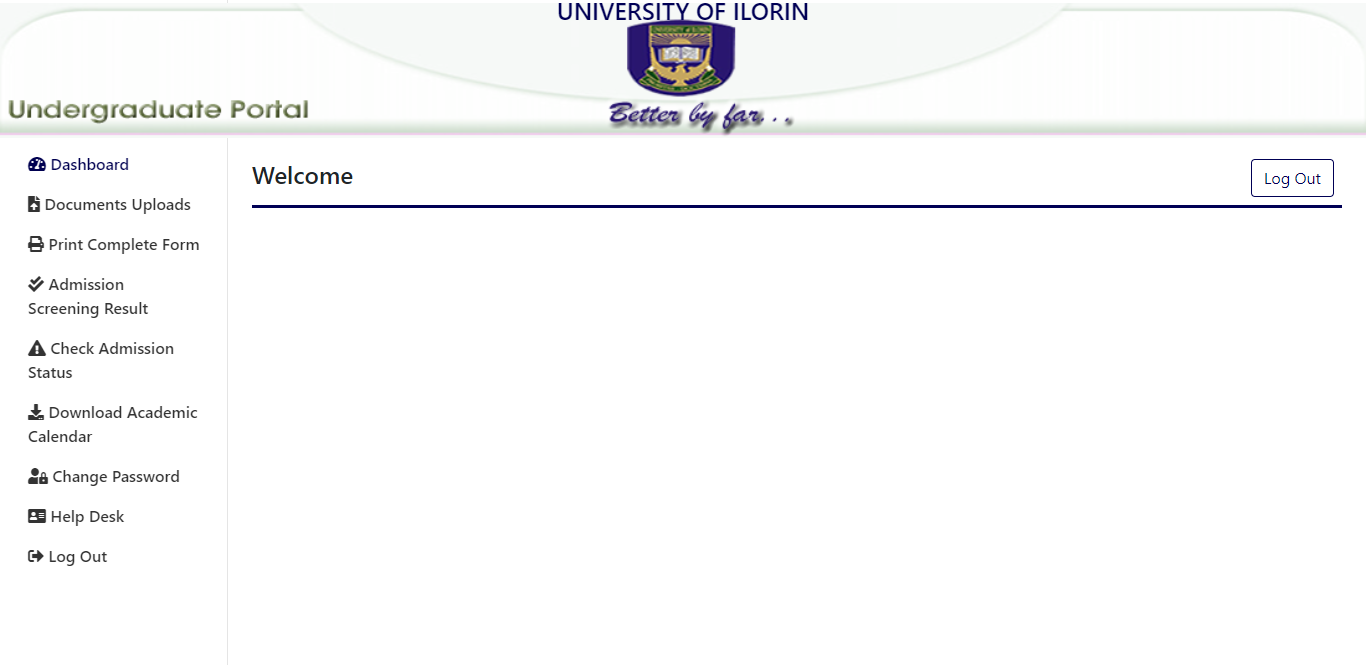 UNIVERSITY OF ILORIN
Undergraduate Portal
Better by far...
Dashboard
Documents Uploads
Print Complete Form
Admission
Screening Result
Check Admission
Status
Download Academic
Calendar
Change Password
Help Desk
Log Out
Welcome
Log Out